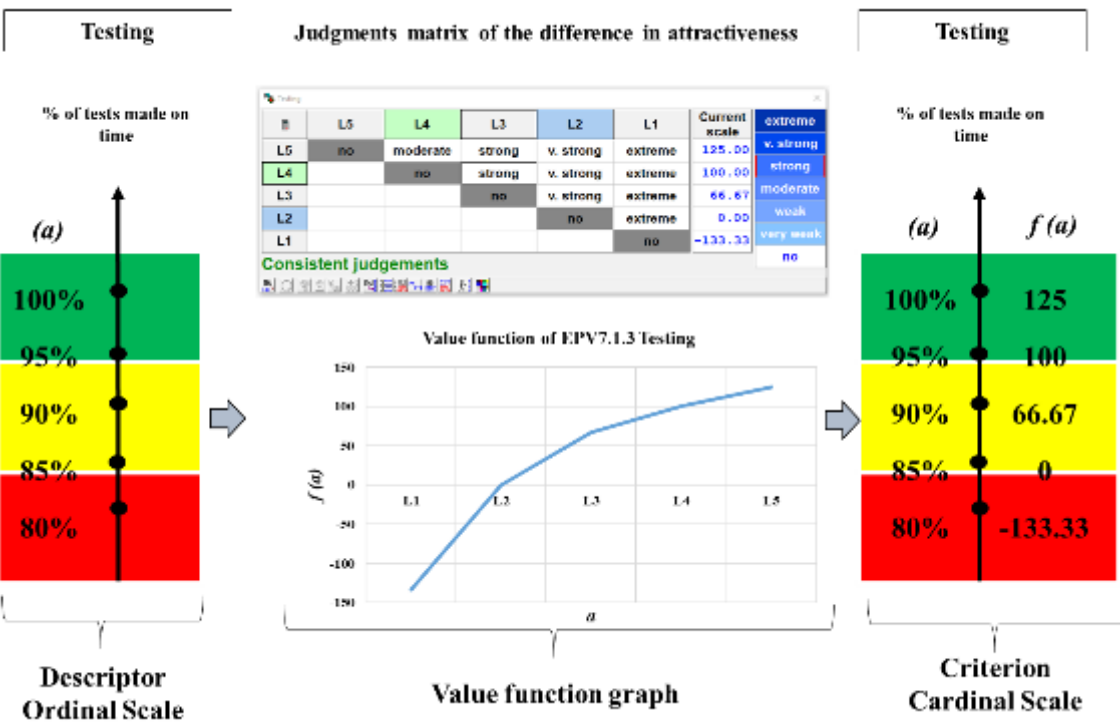 Testing
Judgments matrix of the difference in attractiveness
Testing
% of tests made on
time
(a)
100%
95%
90%
85%
80%
Descriptor
Ordinal Scale
Testing
L5 L4 L3 L2 L1 Current
scale
L5 no moderate strong v. strong extreme 125.00
L4 no strong v. strong extreme 100.00
L3 no v. strong extreme 66.67
L2 no extreme 0.00
L1 no -133.33
extreme
v. strong
strong
moderate
weak
very weak
no
Consistent judgements
Value function of EPV7.1.3 Testing
150
100
50
0
-50
-100
150
f (a)
L1 L2 L3 L4 L5
a
Value function graph
% of tests made on
time
(a) f (a)
100% 125
95% 100
90% 66.67
85% 0
80% -133.33
Criterion
Cardinal Scale